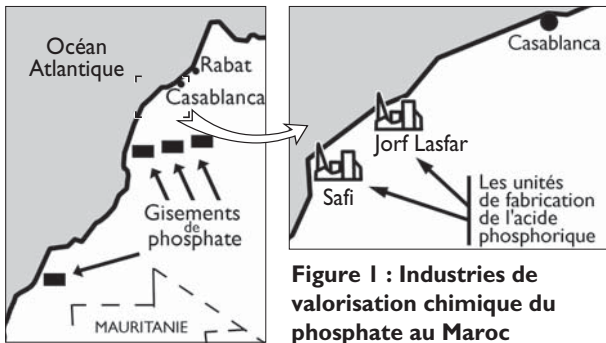 Océan
Atlantique
Rabat
Casablanca
Gisements
de
phosphate
MAURITANIE
Casablanca
Jorf Lasfar
Safi
Les unités
de fabrication
de l'acide
phosphorique
Figure 1 : Industries de
valorisation chimique du
phosphate au Maroc